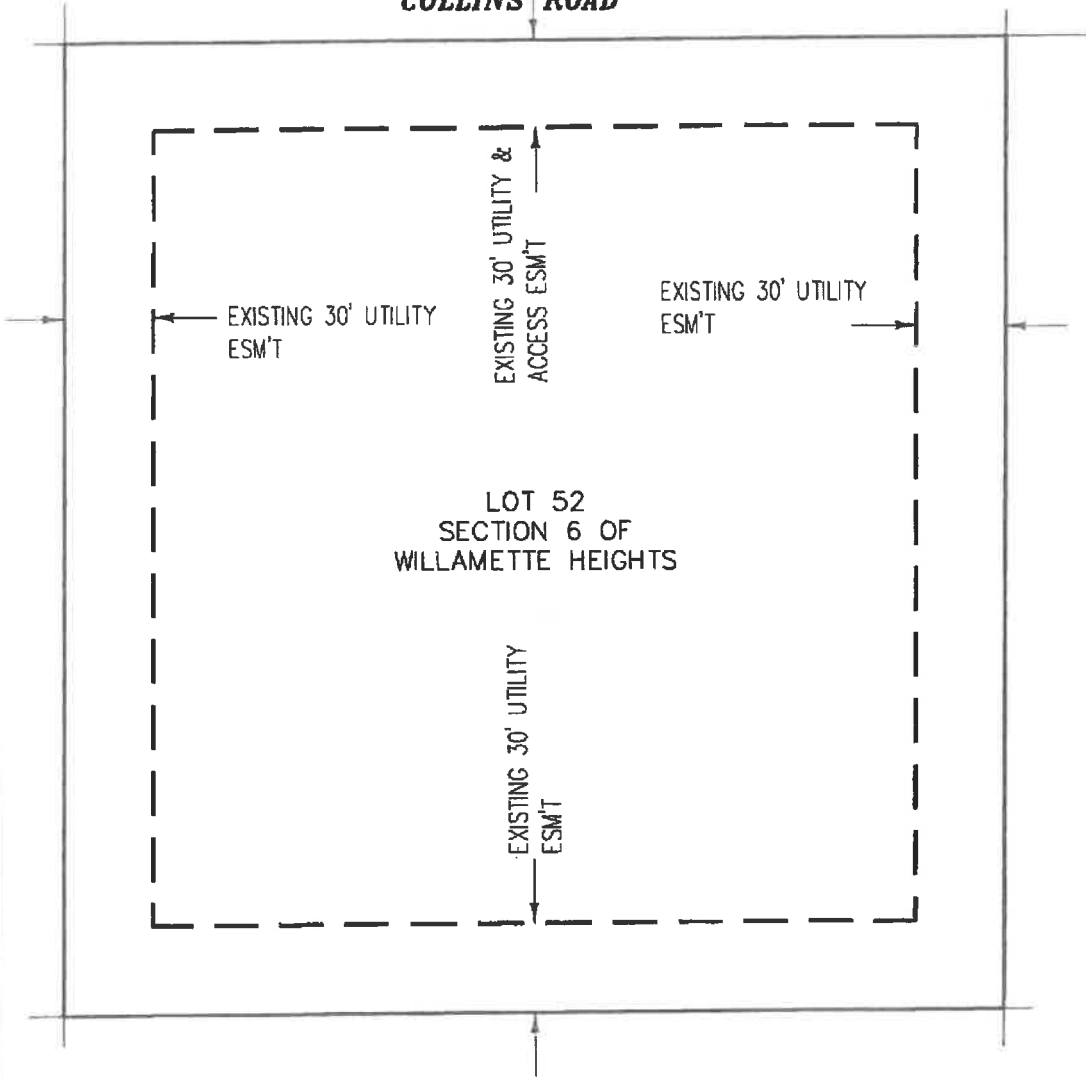 COLLINS ROAD
EXISTING 30' UTILITY &
ACCESS ESM'T
EXISTING 30' UTILITY
ESM'T
EXISTING 30' UTILITY
ESM'T
LOT 52
SECTION 6 OF
WILLAMETTE HEIGHTS
EXISTING 30' UTILITY
ESM'T